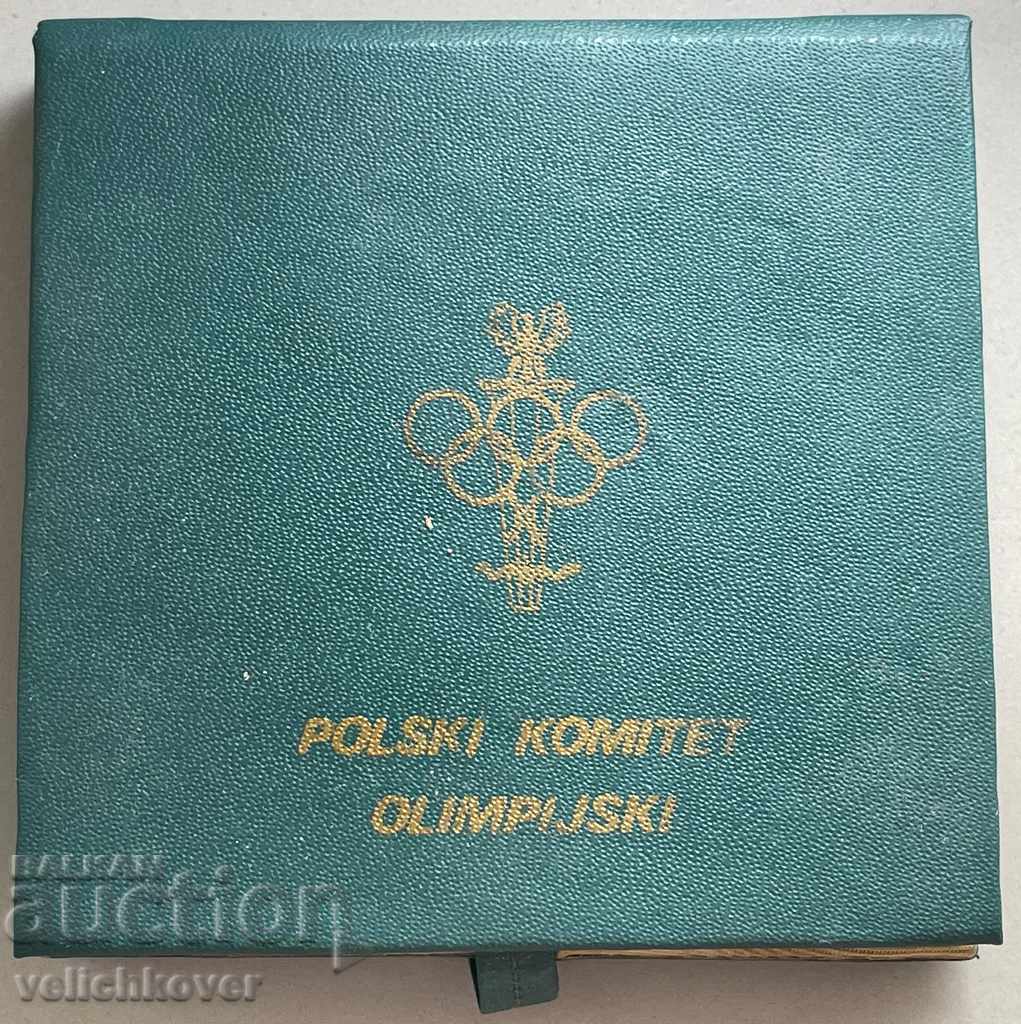 POLSKI KOMITET
OLIMPIJSKI
BALKAN
auction
velichkover